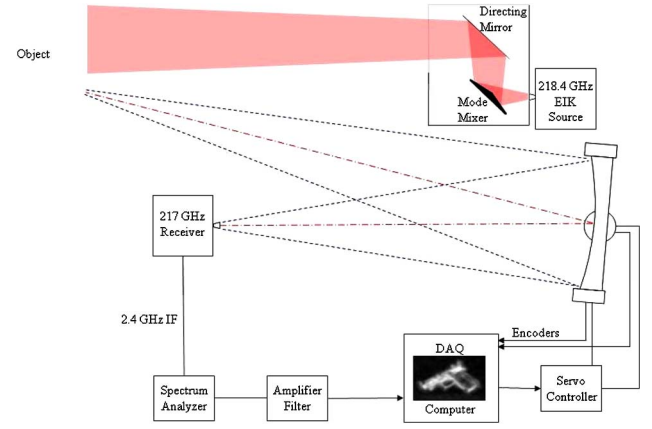 Directing
Mirror
Object
218.4 GHz
EIK
Source
Mode
Mixer
217 GHz
Receiver
2.4 GHz IF
Encoders
DAQ
Computer
Spectrum
Analyzer
Amplifier
Filter
Servo
Controller